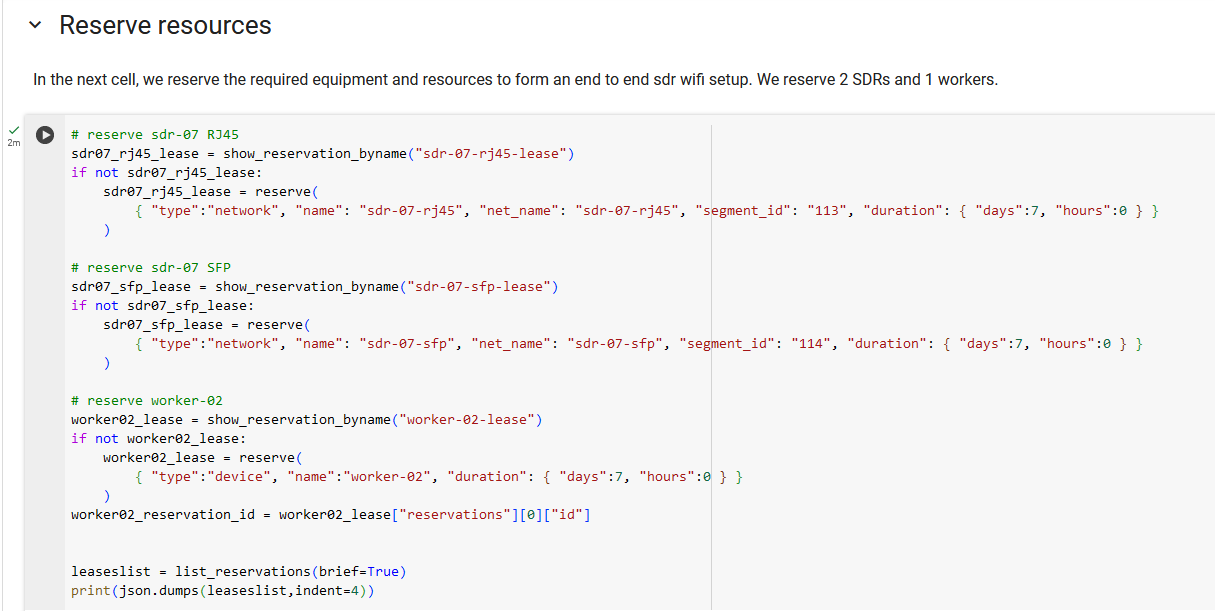 Reserve resources
In the next cell, we reserve the required equipment and resources to form an end to end sdr wifi setup. We reserve 2 SDRs and 1 workers.
2m
# reserve sdr-07 RJ45
sdr07_rj45_lease = show_reservation_byname("sdr-07-rj45-lease")
if not sdr07_rj45_lease:
    sdr07_rj45_lease = reserve(
        { "type":"network", "name": "sdr-07-rj45", "net_name": "sdr-07-rj45", "segment_id": "113", "duration": { "days":7, "hours":0 } }
    )
# reserve sdr-07 SFP
sdr07_sfp_lease = show_reservation_byname("sdr-07-sfp-lease")
if not sdr07_sfp_lease:
    sdr07_sfp_lease = reserve(
        { "type":"network", "name": "sdr-07-sfp", "net_name": "sdr-07-sfp", "segment_id": "114", "duration": { "days":7, "hours":0 } }
    )
# reserve worker-02
worker02_lease = show_reservation_byname("worker-02-lease")
if not worker02_lease:
    worker02_lease = reserve(
        { "type":"device", "name":"worker-02", "duration": { "days":7, "hours":0 } }
    )
worker02_reservation_id = worker02_lease["reservations"][0]["id"]
leaseslist = list_reservations(brief=True)
print(json.dumps(leaseslist,indent=4))